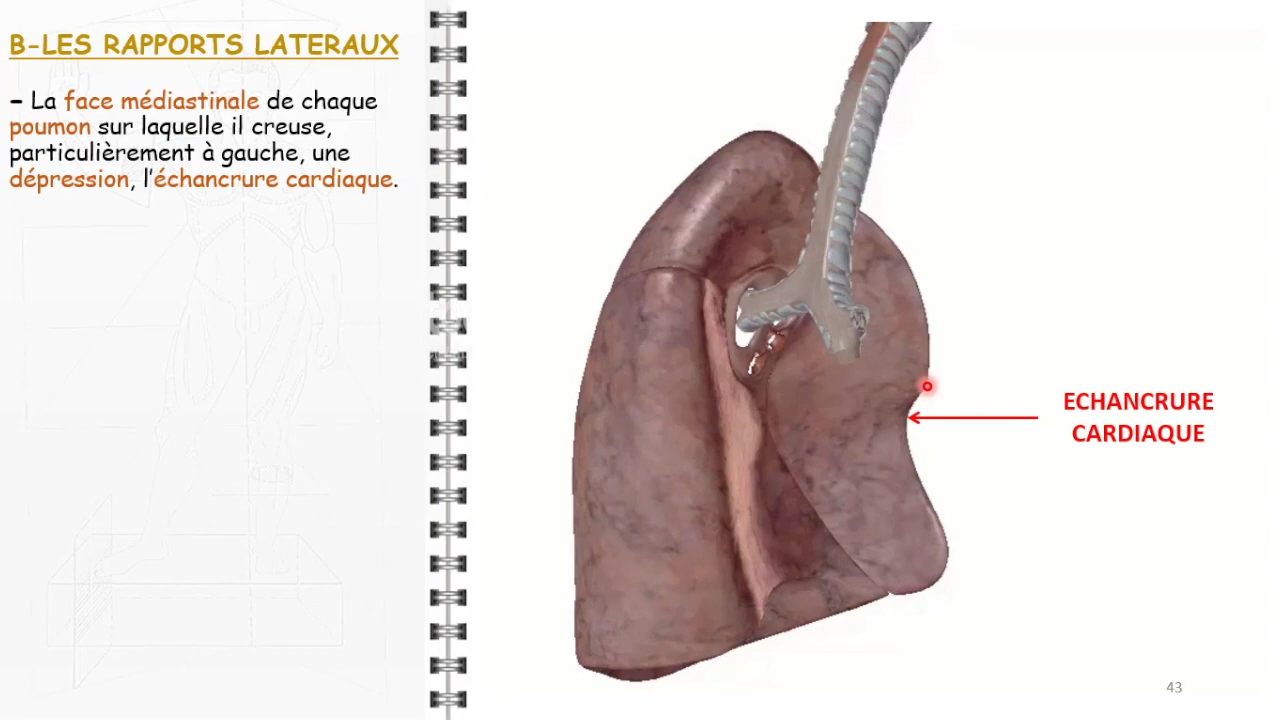 B-LES RAPPORTS LATERAUX
– La face médiastinale de chaque
poumon sur laquelle il creuse,
particulièrement à gauche, une
dépression, l'échancrure cardiaque.
ECHANCRURE
CARDIAQUE
43